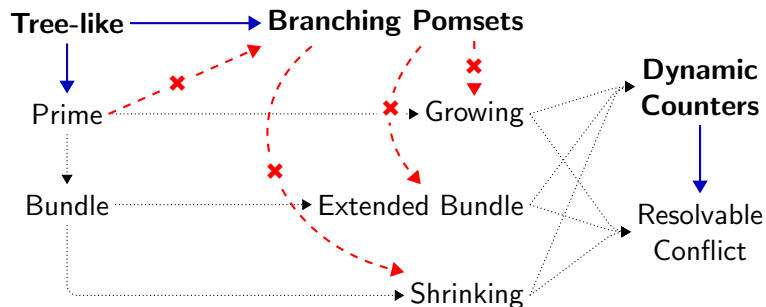 Tree-like
Branching Pomsets
Dynamic
Counters
Prime
Growing
Bundle
Extended Bundle
Resolvable
Conflict
Shrinking